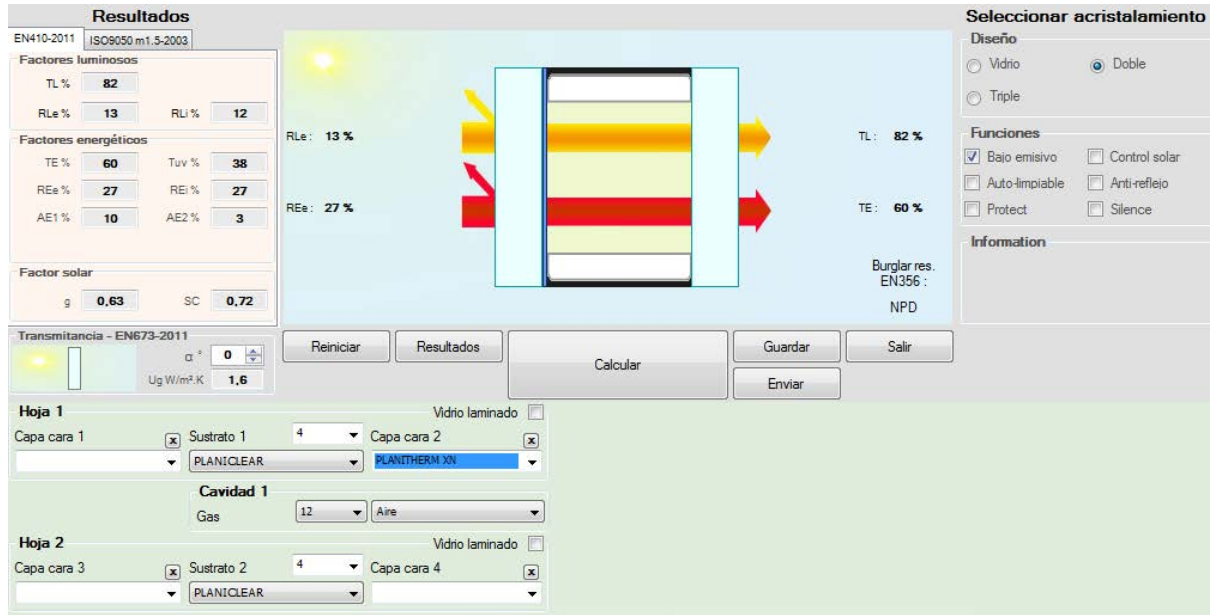 Resultados
EN410-2011 ISO9050 m1.5-2003
Factores luminosos
TL % 82
RLe % 13 RLi % 12
Factores energéticos
TE % 60 Tuv % 38
REe % 27 REi % 27
AE1 % 10 AE2 % 3
Factor solar
g 0,63 SC 0,72
Transmitancia - EN673-2011
α ° 0
Ug W/m².K 1,6
RLe : 13 %
REe : 27 %
TL : 82 %
TE : 60 %
Burglar res.
EN356 :
NPD
Reiniciar Resultados Calcular Guardar Salir
Enviar
Seleccionar acristalamiento
Diseño
Vidrio Doble
Triple
Funciones
Bajo emisivo Control solar
Auto-limpiable Anti-reflejo
Protect Silence
Information
Hoja 1 Vidrio laminado
Capa cara 1 x Sustrato 1 4 Capa cara 2 x
PLANICLEAR PLANITHERM XN
Cavidad 1
Gas 12 Aire
Hoja 2 Vidrio laminado
Capa cara 3 x Sustrato 2 4 Capa cara 4 x
PLANICLEAR